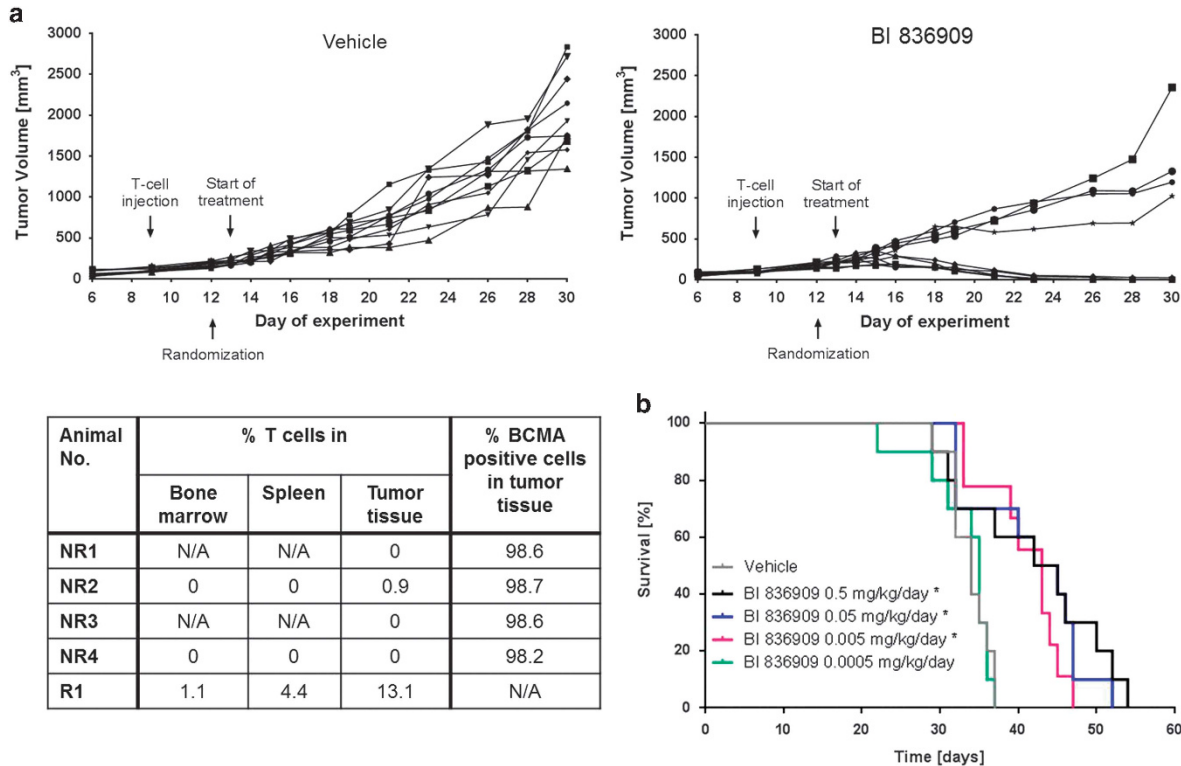 a
Vehicle
Tumor Volume [mm³]
3000
2500
2000
1500
1000
500
0
T-cell
injection
Start of
treatment
6 8 10 12 14 16 18 20 22 24 26 28 30
Day of experiment
Randomization
BI 836909
Tumor Volume [mm³]
3000
2500
2000
1500
1000
500
0
T-cell
injection
Start of
treatment
6 8 10 12 14 16 18 20 22 24 26 28 30
Day of experiment
Randomization
Animal No. % T cells in % BCMA positive cells in tumor tissue
Bone marrow Spleen Tumor tissue
NR1 N/A N/A 0 98.6
NR2 0 0 0.9 98.7
NR3 N/A N/A 0 98.6
NR4 0 0 0 98.2
R1 1.1 4.4 13.1 N/A
b
Survival [%]
100
80
60
40
20
0
Vehicle
BI 836909 0.5 mg/kg/day *
BI 836909 0.05 mg/kg/day *
BI 836909 0.005 mg/kg/day *
BI 836909 0.0005 mg/kg/day
0 10 20 30 40 50 60
Time [days]